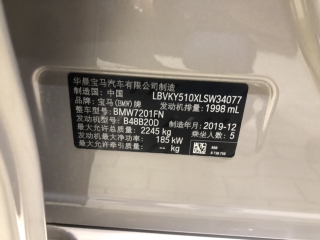 华晨宝马汽车有限公司制造
制造国：中国 LBVKY510XLSW34077
品牌：宝马(BMW)牌 发动机排量：1998 mL
整车型号：BMW7201FN
发动机型号：B48B20D 制造年月：2019-12
最大允许总质量：2245 kg 乘坐人数：5
发动机最大净功率：185 kW
最大允许牵引质量：-- kg